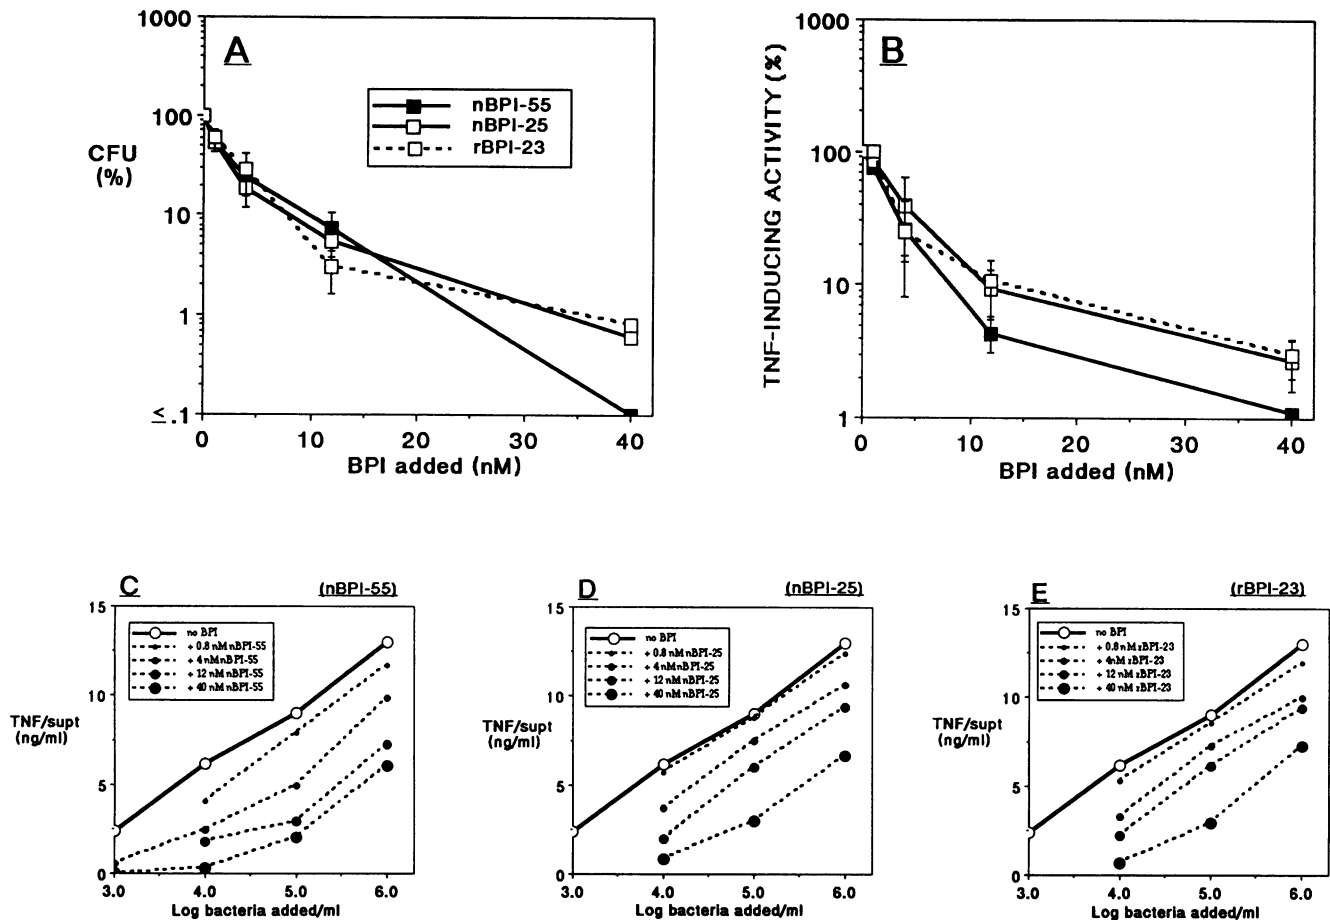 A
1000
100
10
1
≤.1
CFU
(%)
nBPI-55
nBPI-25
rBPI-23
0
10
20
30
40
BPI added (nM)
B
TNF-INDUCING ACTIVITY (%)
1000
100
10
1
0
10
20
30
40
BPI added (nM)
C
(nBPI-55)
15
10
5
0
TNF/supt
(ng/ml)
no BPI
+ 0.8 nM nBPI-55
+ 4 nM nBPI-55
+ 12 nM nBPI-55
+ 40 nM nBPI-55
3.0
4.0
5.0
6.0
Log bacteria added/ml
D
(nBPI-25)
15
10
5
0
TNF/supt
(ng/ml)
no BPI
+ 0.8 nM nBPI-25
+ 4 nM nBPI-25
+ 12 nM nBPI-25
+ 40 nM nBPI-25
3.0
4.0
5.0
6.0
Log bacteria added/ml
E
(rBPI-23)
15
10
5
0
TNF/supt
(ng/ml)
no BPI
+ 0.8 nM rBPI-23
+ 4 nM rBPI-23
+ 12 nM rBPI-23
+ 40 nM rBPI-23
3.0
4.0
5.0
6.0
Log bacteria added/ml